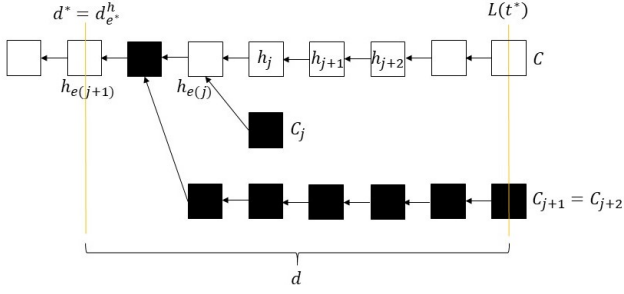 d* = d^h_{e*}
L(t*)
h_j
h_{j+1}
h_{j+2}
C
h_{e(j+1)}
h_{e(j)}
C_j
C_{j+1} = C_{j+2}
d